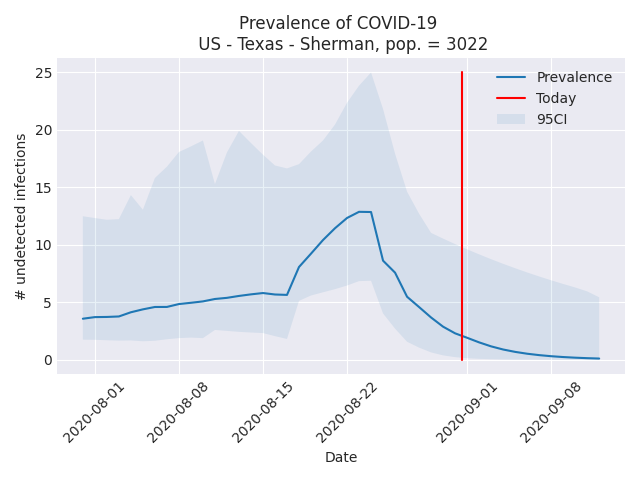 Prevalence of COVID-19
US - Texas - Sherman, pop. = 3022
25
20
15
10
5
0
# undetected infections
Prevalence
Today
95CI
2020-08-01
2020-08-08
2020-08-15
2020-08-22
2020-09-01
2020-09-08
Date